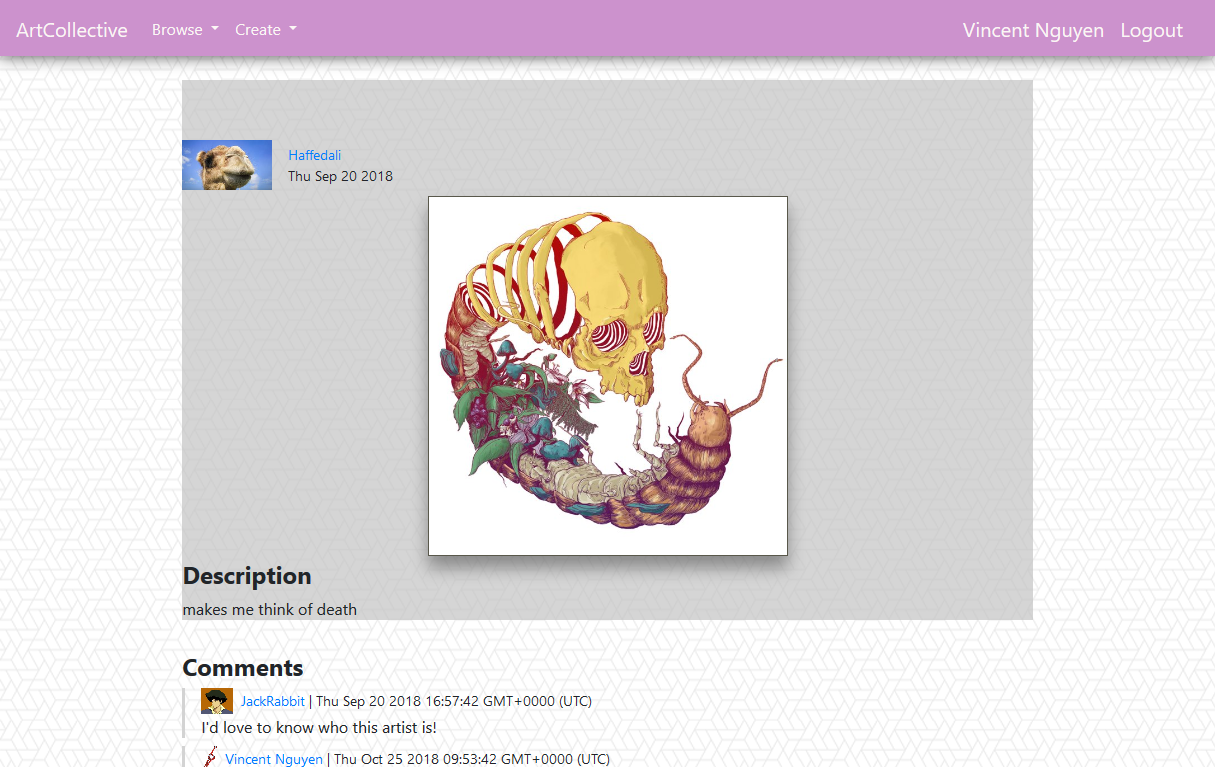 ArtCollective Browse Create Vincent Nguyen Logout
Haffedali
Thu Sep 20 2018
Description
makes me think of death
Comments
JackRabbit | Thu Sep 20 2018 16:57:42 GMT+0000 (UTC)
I'd love to know who this artist is!
Vincent Nguyen | Thu Oct 25 2018 09:53:42 GMT+0000 (UTC)